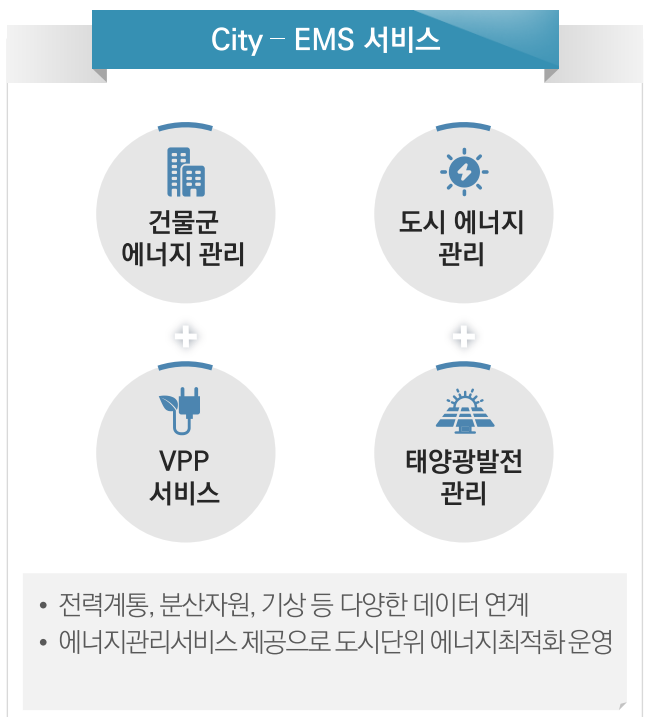 City – EMS 서비스
건물군
에너지 관리
도시 에너지
관리
VPP
서비스
태양광발전
관리
• 전력계통, 분산자원, 기상 등 다양한 데이터 연계
• 에너지관리서비스 제공으로 도시단위 에너지최적화 운영